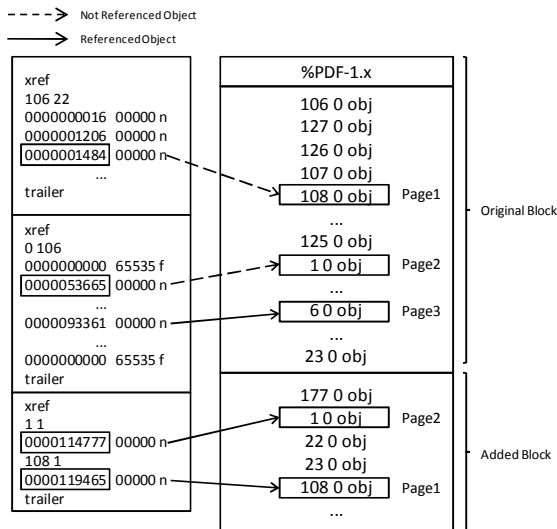 Not Referenced Object
Referenced Object
xref
106 22
0000000016 00000 n
0000001206 00000 n
0000001484 00000 n
...
trailer
xref
0 106
0000000000 65535 f
0000053665 00000 n
...
0000093361 00000 n
...
0000000000 65535 f
trailer
xref
1 1
0000114777 00000 n
108 1
0000119465 00000 n
trailer
%PDF-1.x
106 0 obj
127 0 obj
126 0 obj
107 0 obj
108 0 obj Page1
...
125 0 obj
1 0 obj Page2
...
6 0 obj Page3
...
23 0 obj
177 0 obj
1 0 obj Page2
22 0 obj
23 0 obj
108 0 obj Page1
...
Original Block
Added Block